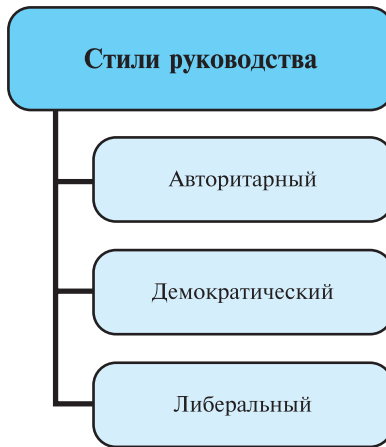 Стили руководства
Авторитарный
Демократический
Либеральный